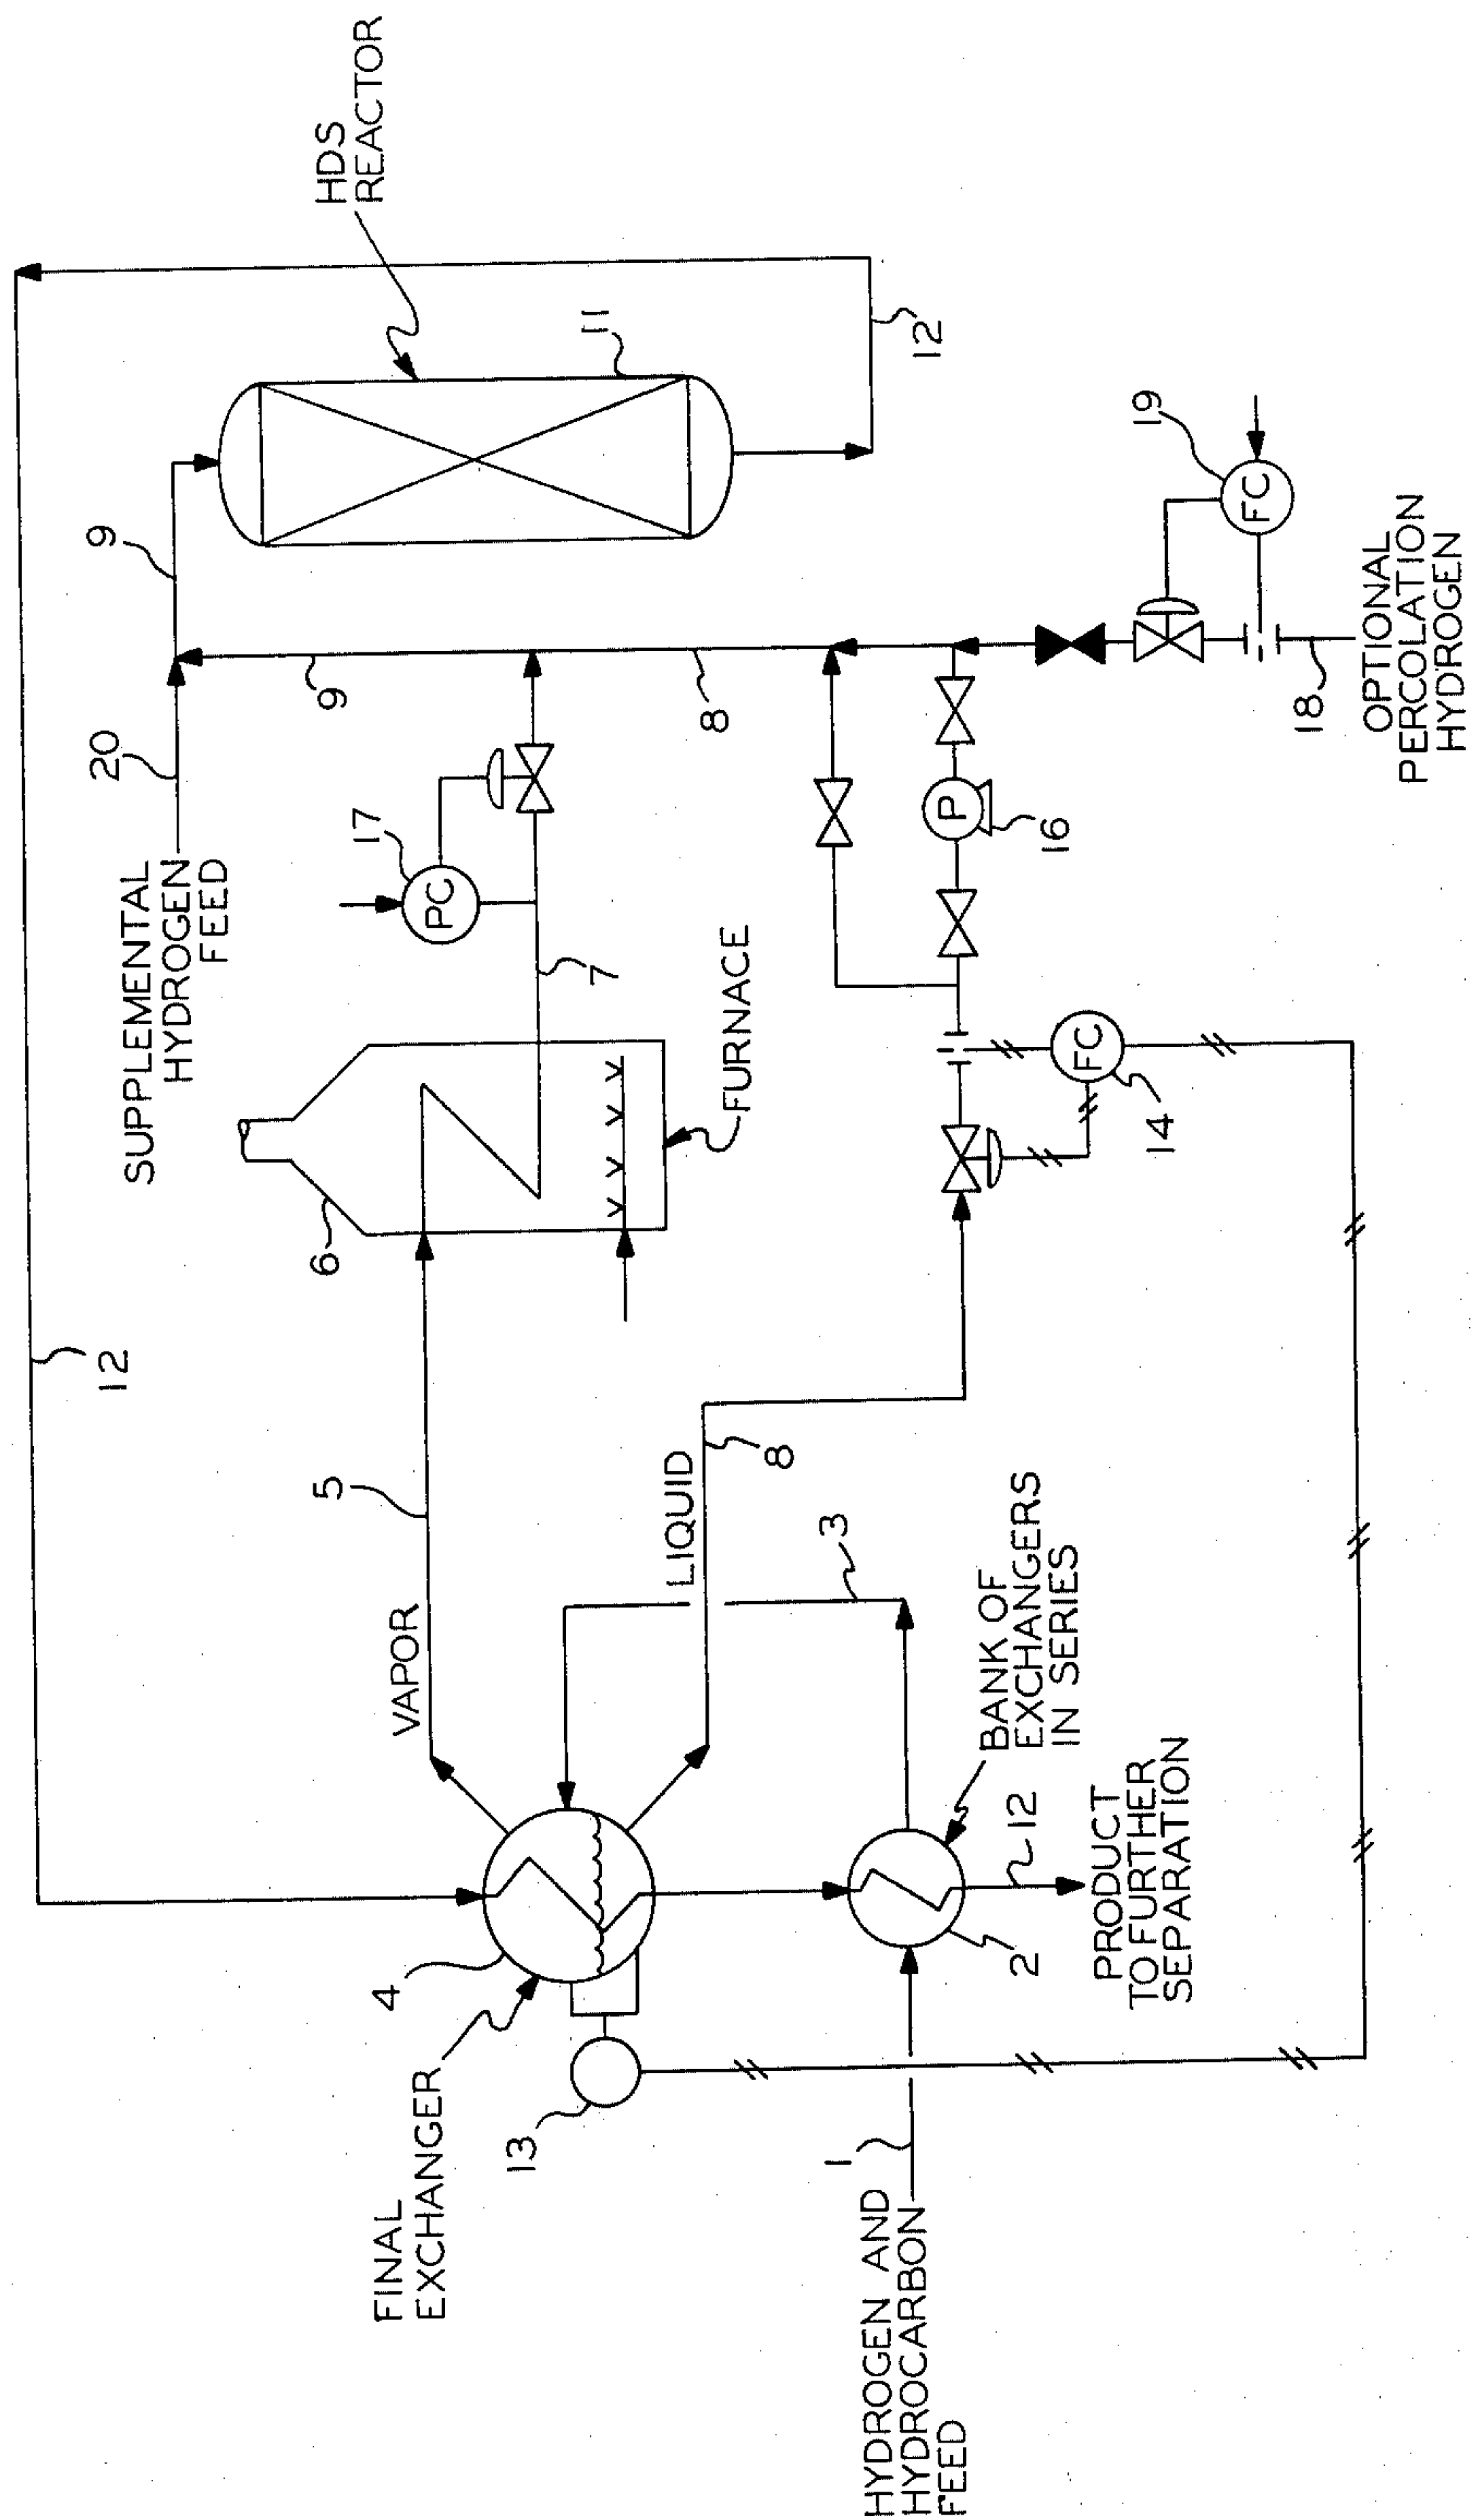 12
SUPPLEMENTAL
HYDROGEN
FEED
20
9
HDS
REACTOR
11
12
9
17
PC
7
6
FURNACE
5
VAPOR
LIQUID
8
8
P
16
FC
14
FC
19
18
OPTIONAL
PERCOLATION
HYDROGEN
3
BANK OF
EXCHANGERS
IN SERIES
4
FINAL
EXCHANGER
13
2
12
PRODUCT
TO FURTHER
SEPARATION
1
HYDROGEN AND
HYDROCARBON
FEED